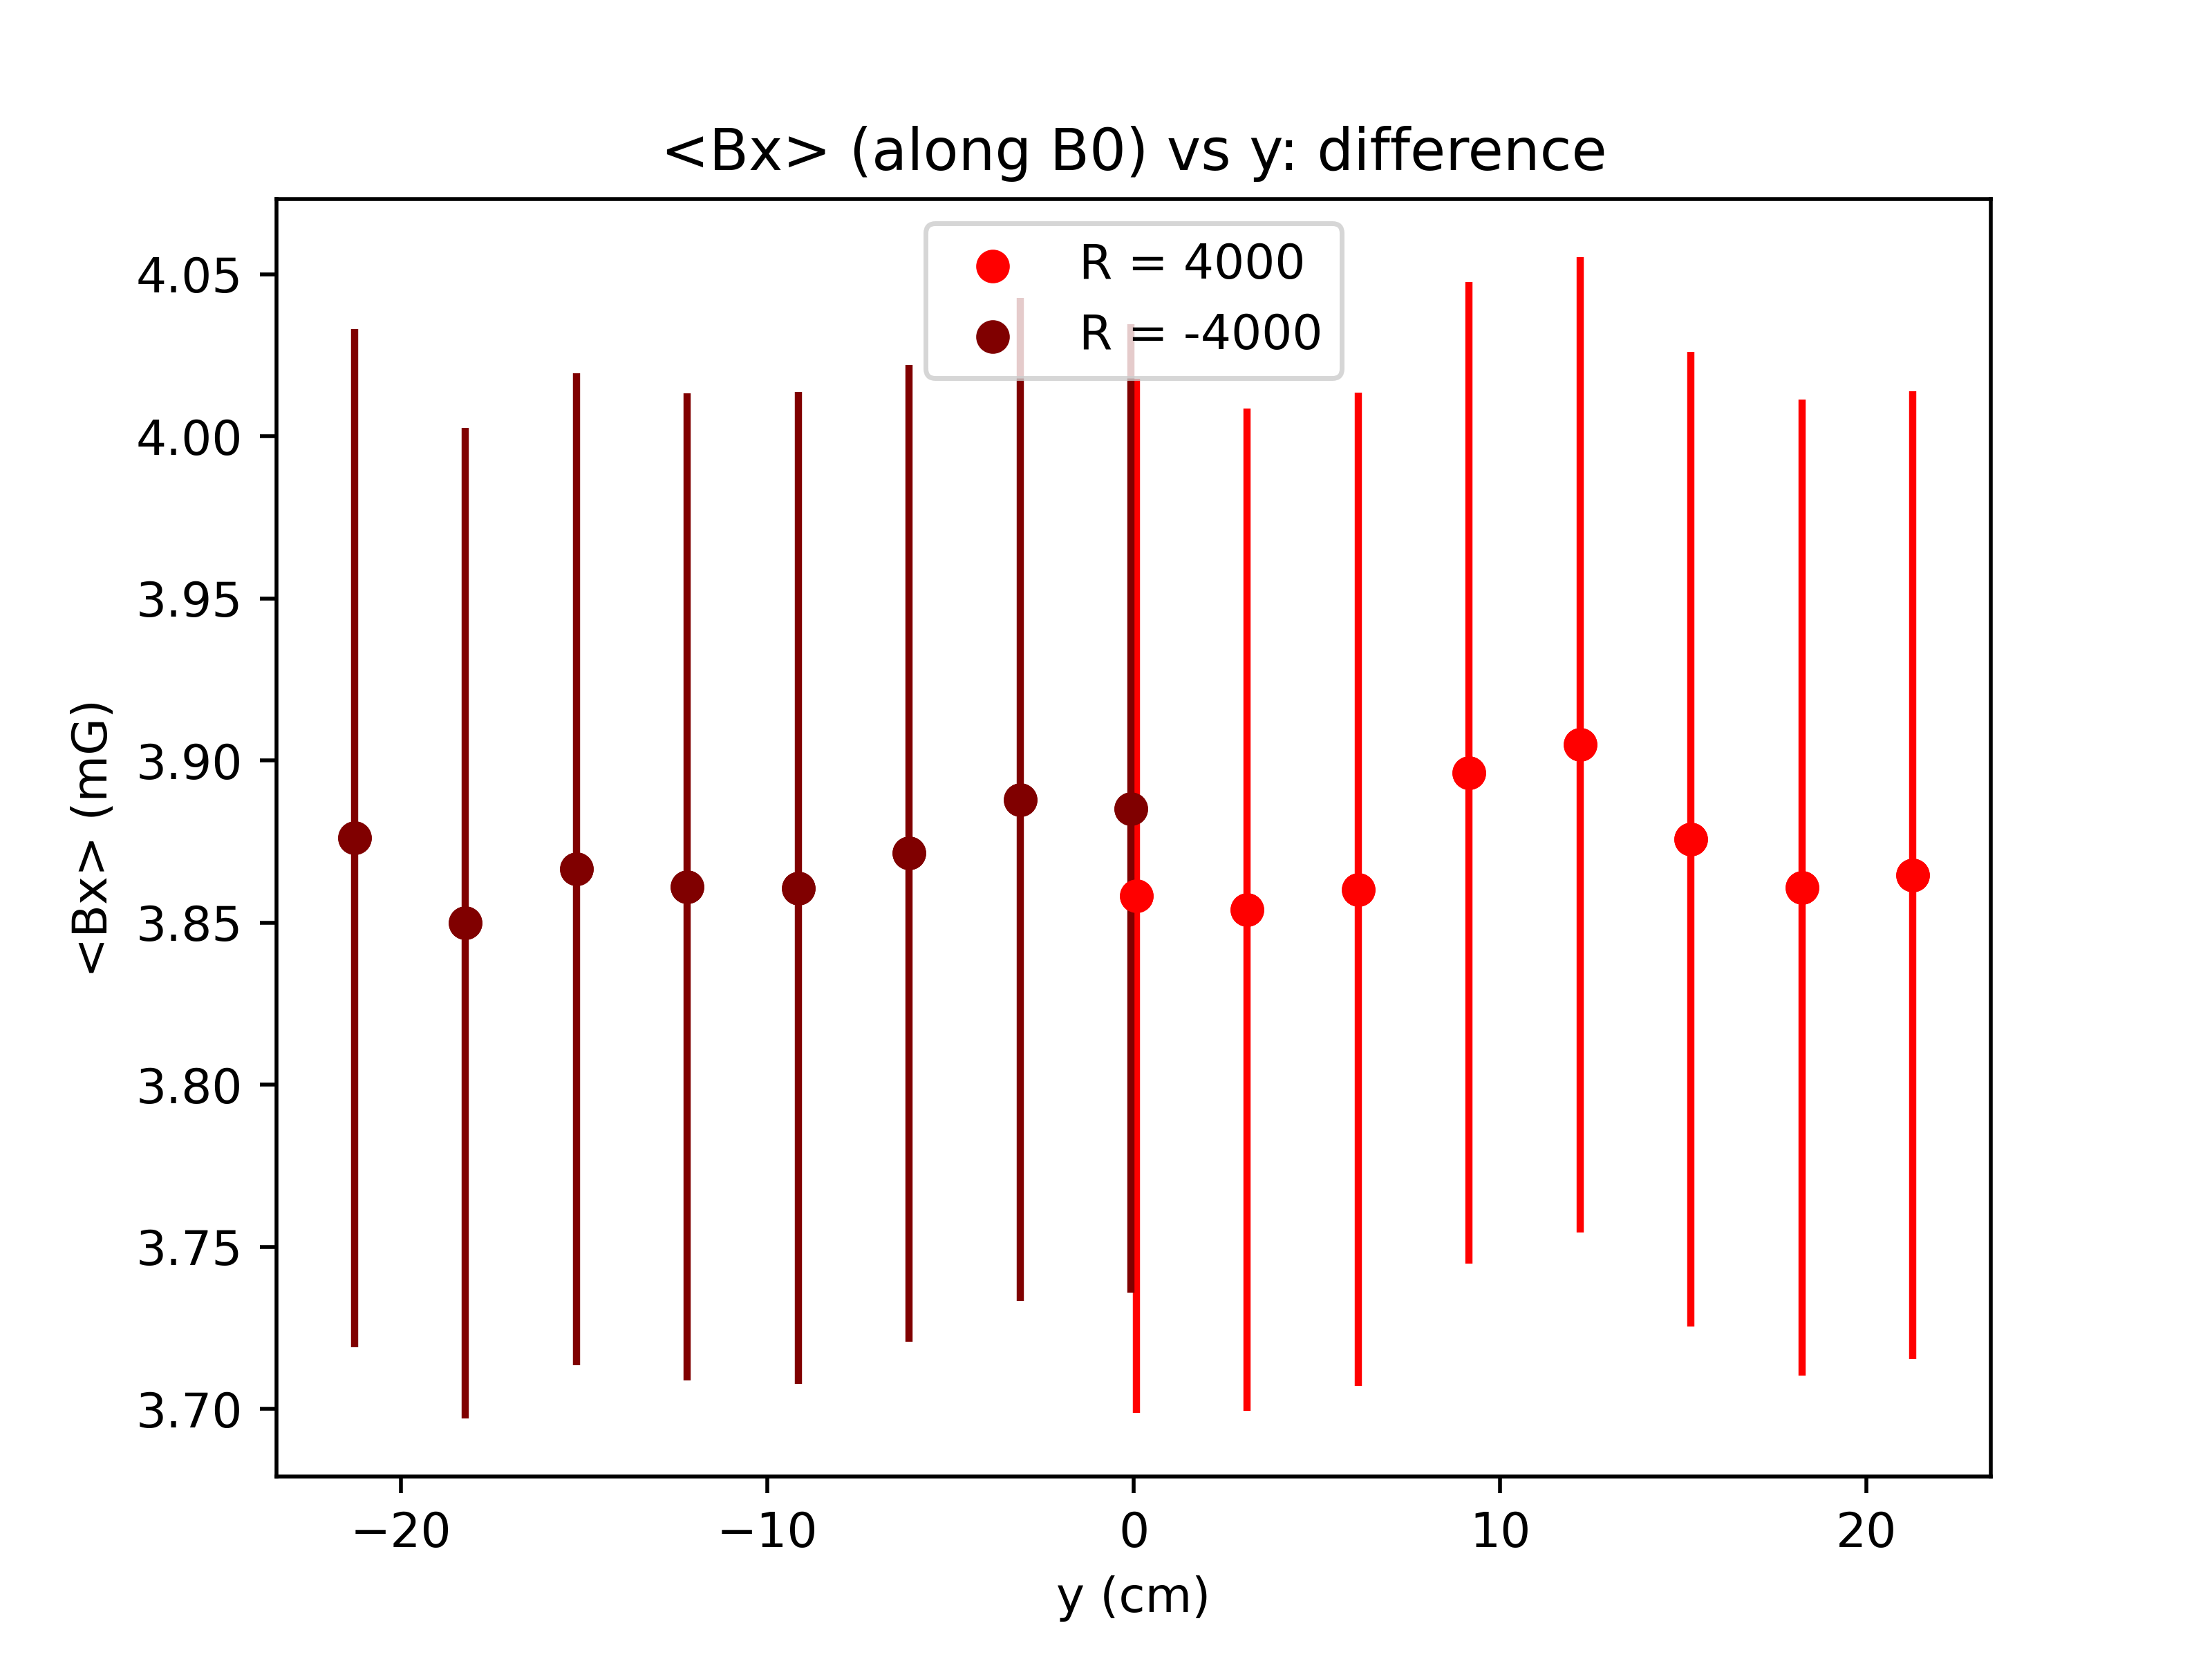 <Bx> (along B0) vs y: difference
R = 4000
R = -4000
4.05
4.00
3.95
3.90
3.85
3.80
3.75
3.70
<Bx> (mG)
−20
−10
0
10
20
y (cm)